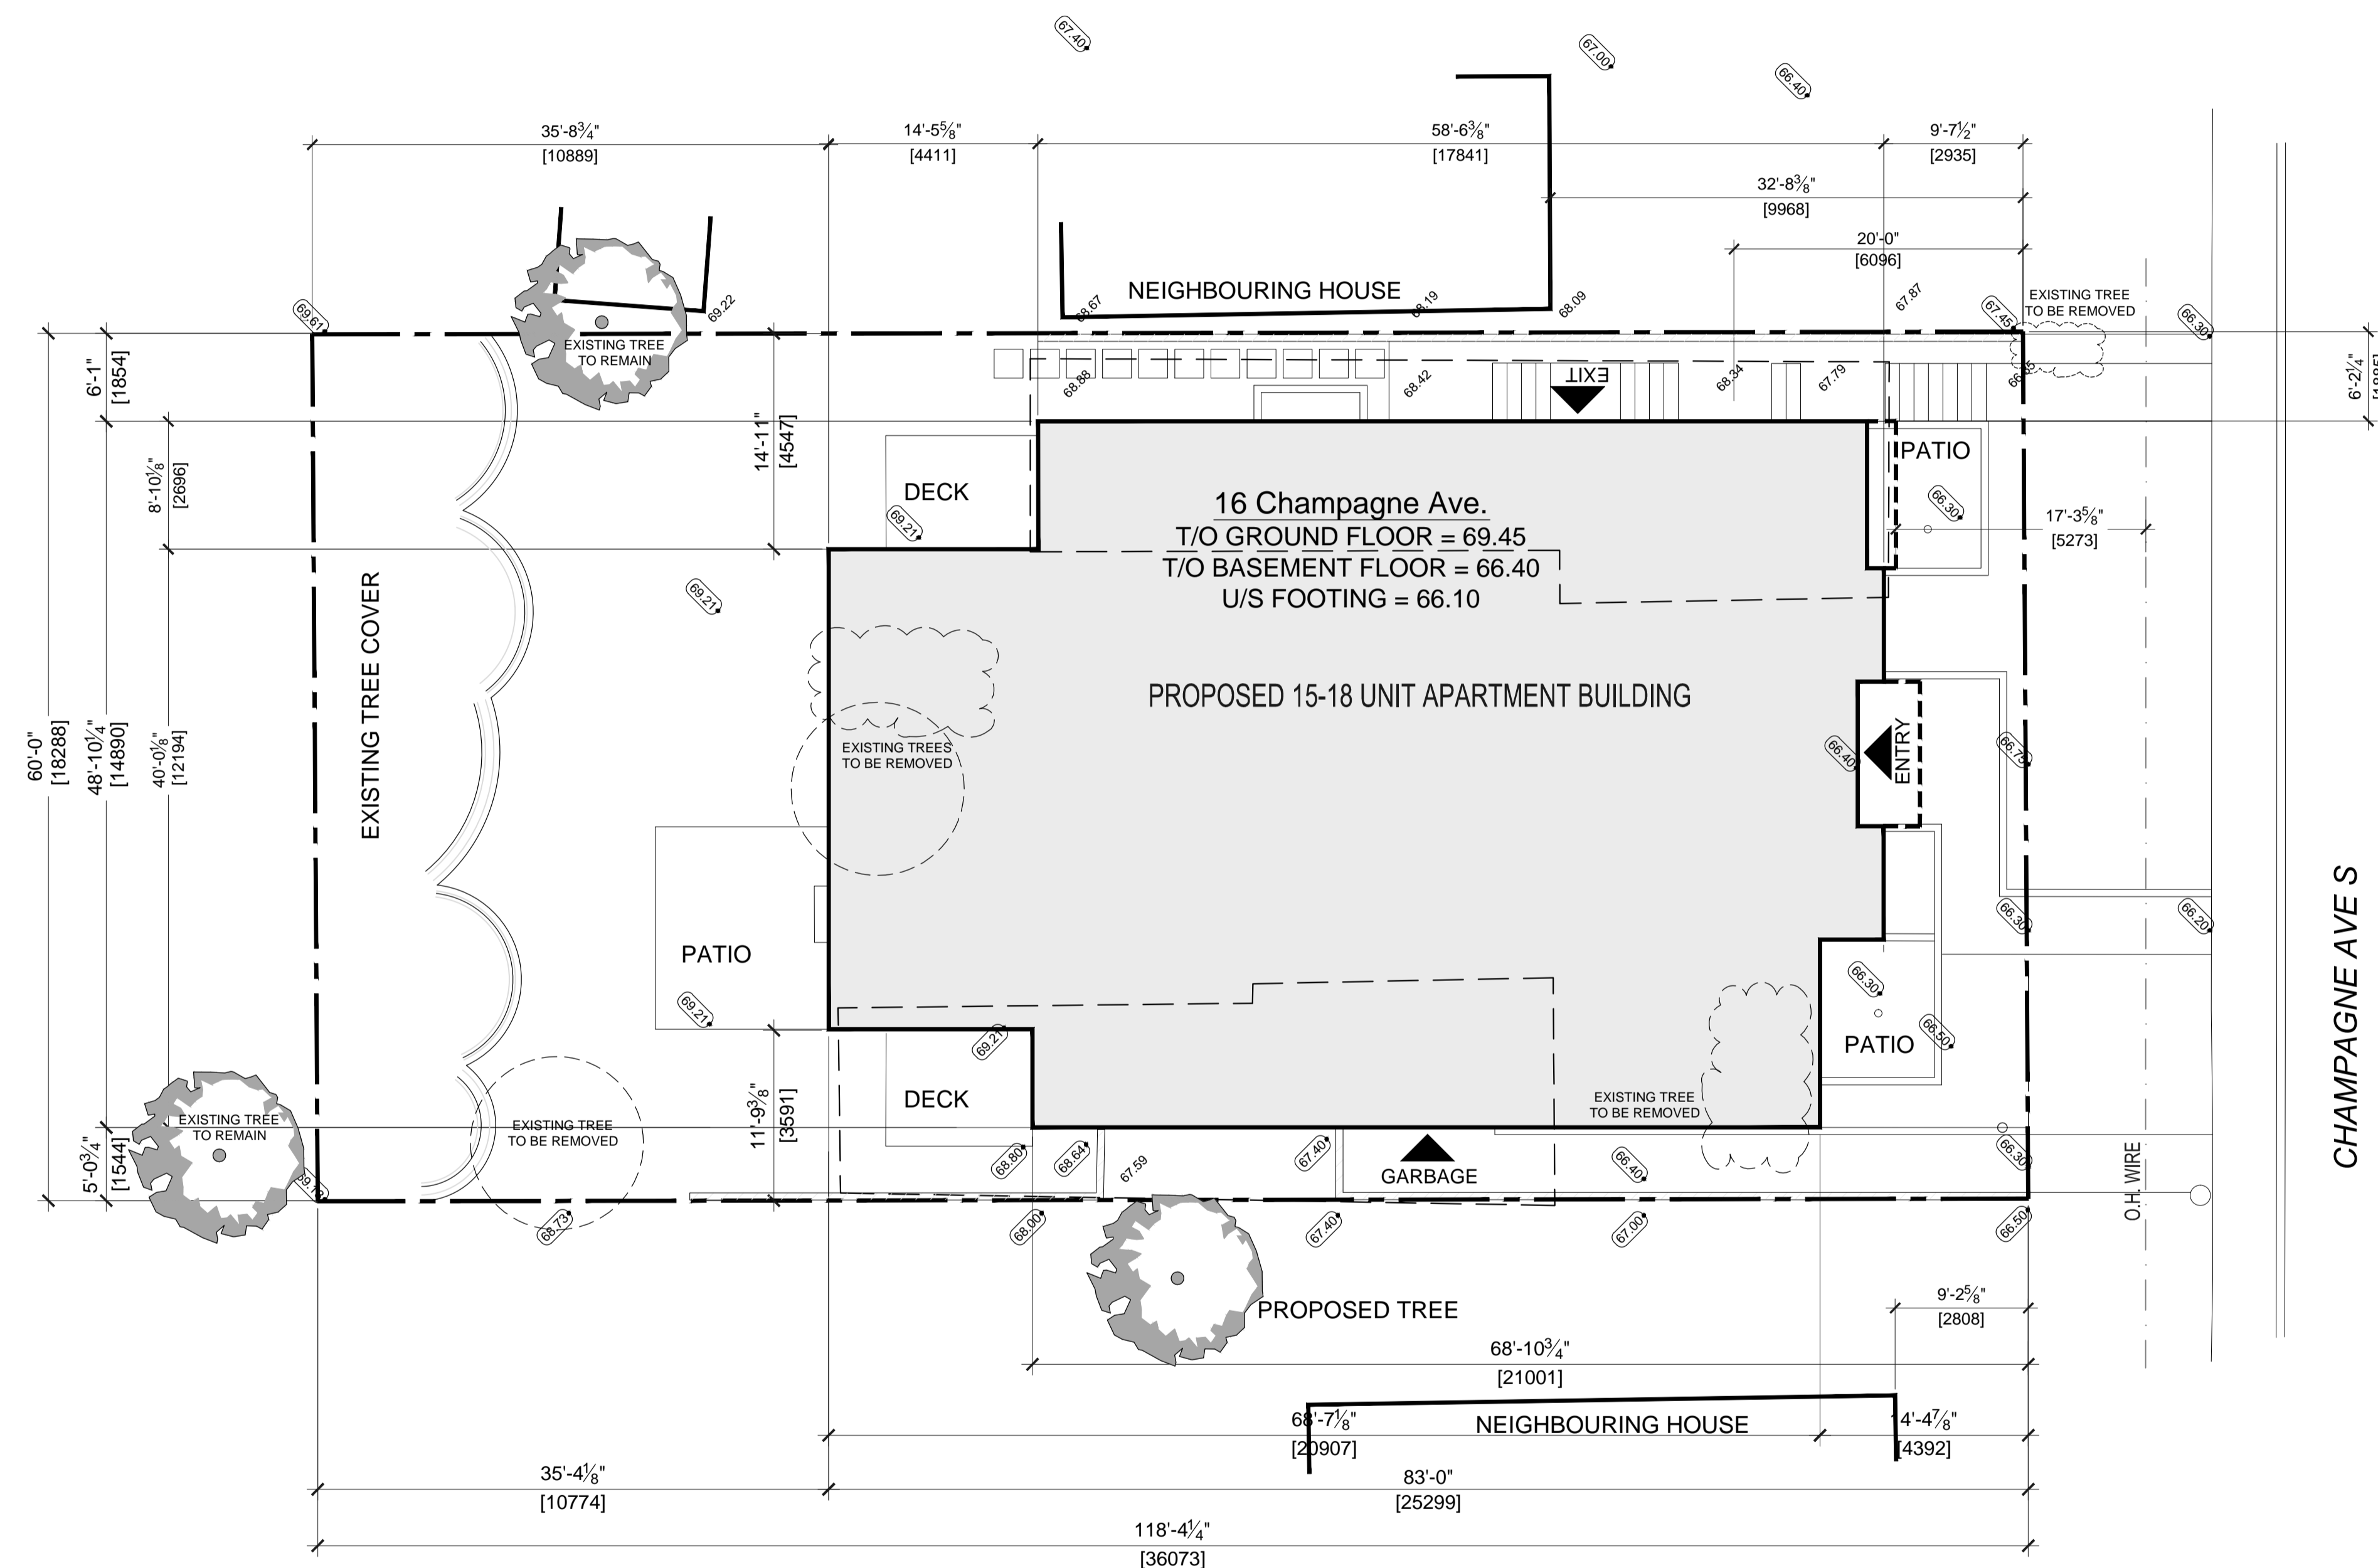 67.40
67.00
66.40
35'-8¾"
[10889]
14'-5⅝"
[4411]
58'-6⅜"
[17841]
9'-7½"
[2935]
32'-8⅜"
[9968]
20'-0"
[6096]
69.61
69.22
68.67
NEIGHBOURING HOUSE
68.19
68.09
67.87
67.45
EXISTING TREE
TO BE REMOVED
66.30
EXISTING TREE
TO REMAIN
6'-1"
[1854]
68.88
68.42
EXIT
68.34
67.79
6'-2¼"
8'-10⅛"
[2696]
14'-11"
[4547]
DECK
69.21
16 Champagne Ave.
T/O GROUND FLOOR = 69.45
T/O BASEMENT FLOOR = 66.40
U/S FOOTING = 66.10
PATIO
66.30
17'-3⅝"
[5273]
69.21
EXISTING TREE COVER
PROPOSED 15-18 UNIT APARTMENT BUILDING
60'-0"
[18288]
48'-10¼"
[14890]
40'-0⅛"
[12194]
EXISTING TREES
TO BE REMOVED
66.40
ENTRY
66.75
PATIO
69.21
66.30
66.20
CHAMPAGNE AVE S
66.30
PATIO
66.50
69.21
DECK
11'-9⅜"
[3591]
EXISTING TREE
TO BE REMOVED
EXISTING TREE
TO REMAIN
EXISTING TREE
TO BE REMOVED
5'-0¾"
[1544]
68.80
68.64
67.59
67.40
GARBAGE
66.40
66.30
O.H. WIRE
68.73
68.00
67.40
67.00
66.50
PROPOSED TREE
9'-2⅝"
[2808]
68'-10¾"
[21001]
68'-7⅛"
[20907]
NEIGHBOURING HOUSE
4'-4⅞"
[4392]
35'-4⅛"
[10774]
83'-0"
[25299]
118'-4¼"
[36073]